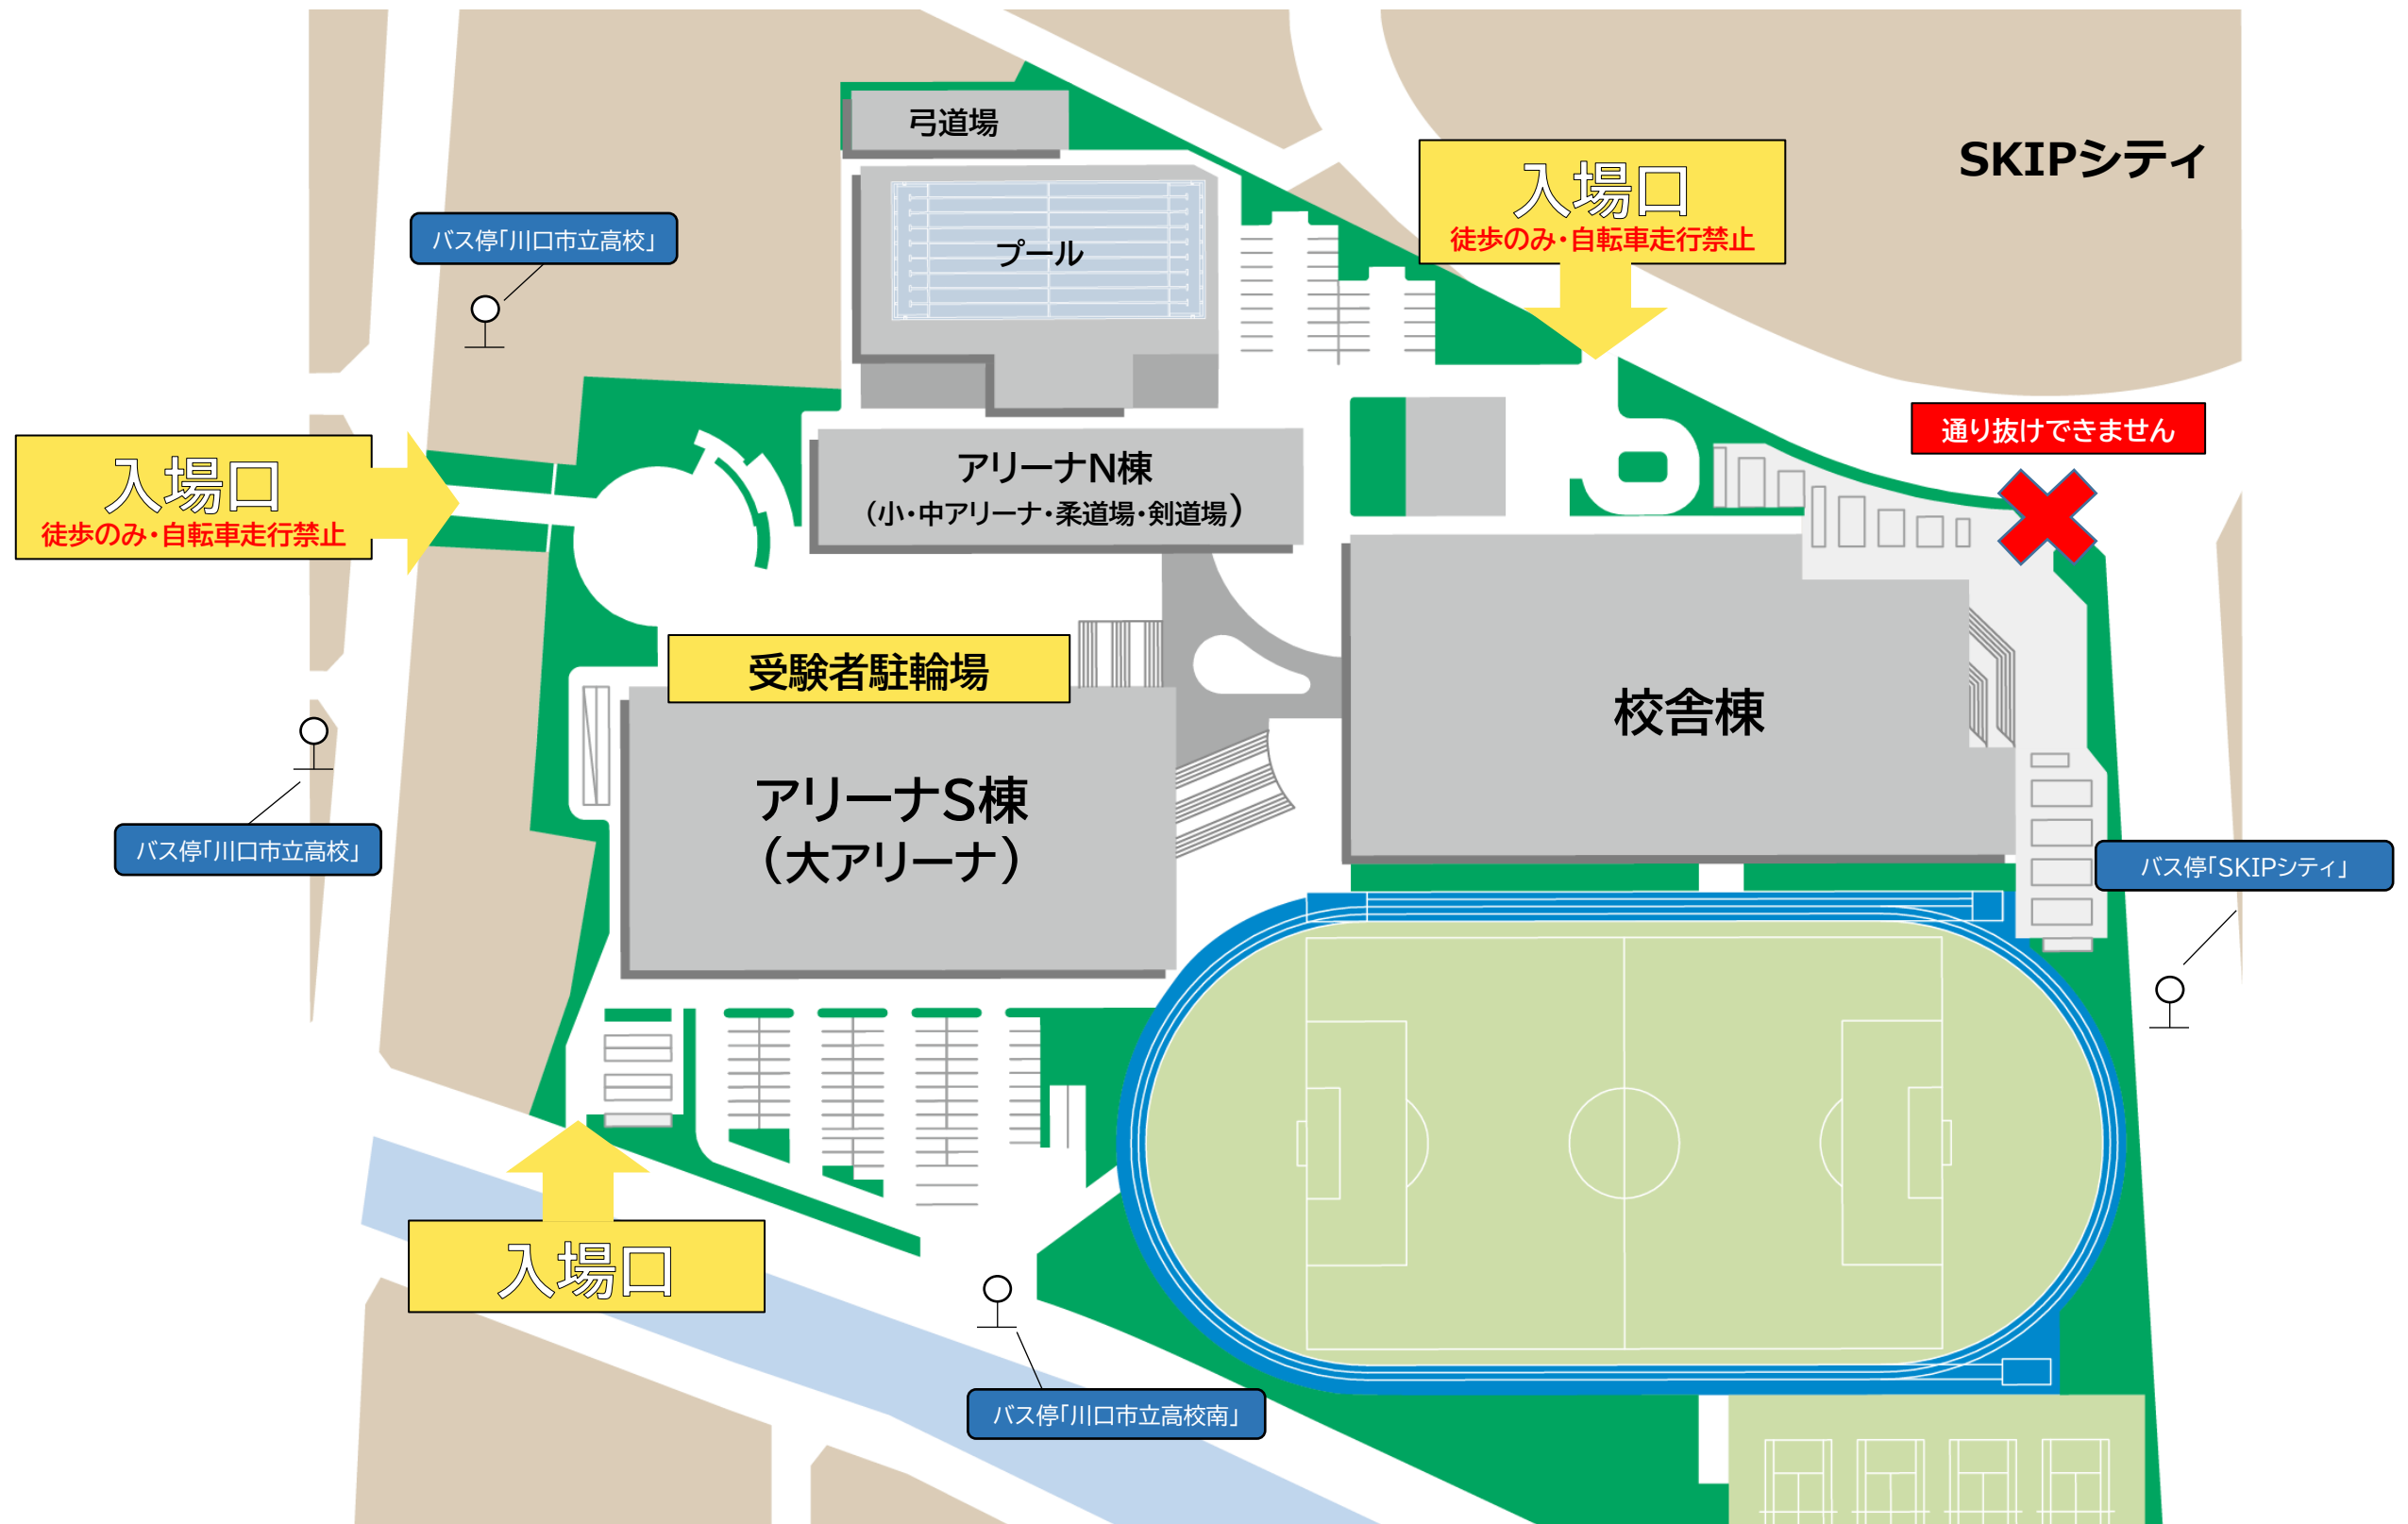 弓道場
SKIPシティ
入場口
徒歩のみ・自転車走行禁止
バス停「川口市立高校」
プール
通り抜けできません
入場口
徒歩のみ・自転車走行禁止
アリーナN棟
（小・中アリーナ・柔道場・剣道場）
受験者駐輪場
校舎棟
アリーナS棟
（大アリーナ）
バス停「川口市立高校」
バス停「SKIPシティ」
入場口
バス停「川口市立高校南」